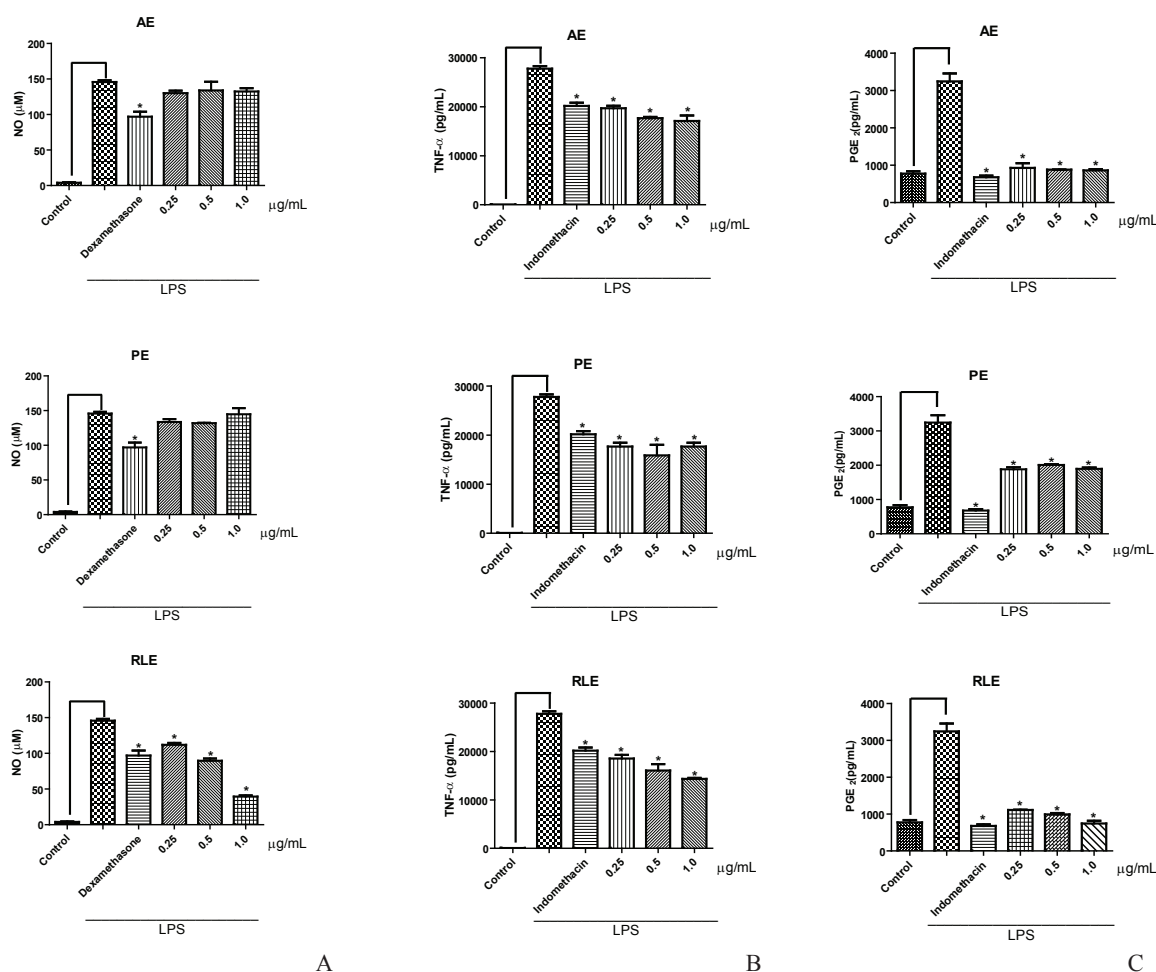 AE
NO (μM)
200
150
100
50
0
*
Control
Dexamethasone
0.25
0.5
1.0
μg/mL
LPS
AE
TNF-α (pg/mL)
30000
20000
10000
0
* * * *
Control
Indomethacin
0.25
0.5
1.0
μg/mL
LPS
AE
PGE 2(pg/mL)
4000
3000
2000
1000
0
* * * *
Control
Indomethacin
0.25
0.5
1.0
μg/mL
LPS
PE
NO (μM)
200
150
100
50
0
*
Control
Dexamethasone
0.25
0.5
1.0
μg/mL
LPS
PE
TNF-α (pg/mL)
30000
20000
10000
0
* * * *
Control
Indomethacin
0.25
0.5
1.0
μg/mL
LPS
PE
PGE 2(pg/mL)
4000
3000
2000
1000
0
* * * *
Control
Indomethacin
0.25
0.5
1.0
μg/mL
LPS
RLE
NO (μM)
200
150
100
50
0
* * * *
Control
Dexamethasone
0.25
0.5
1.0
μg/mL
LPS
RLE
TNF-α (pg/mL)
30000
20000
10000
0
* * * *
Control
Indomethacin
0.25
0.5
1.0
μg/mL
LPS
RLE
PGE 2(pg/mL)
4000
3000
2000
1000
0
* * * *
Control
Indomethacin
0.25
0.5
1.0
μg/mL
LPS
A
B
C